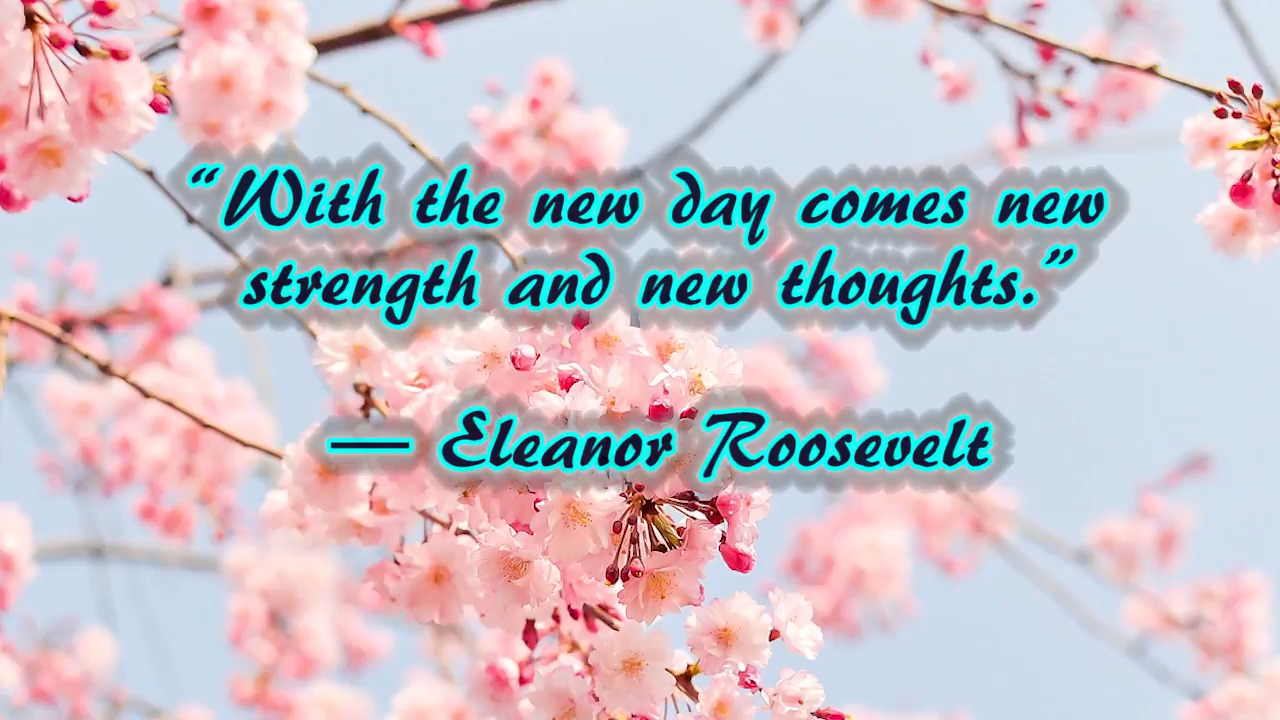 “With the new day comes new
strength and new thoughts.”
— Eleanor Roosevelt